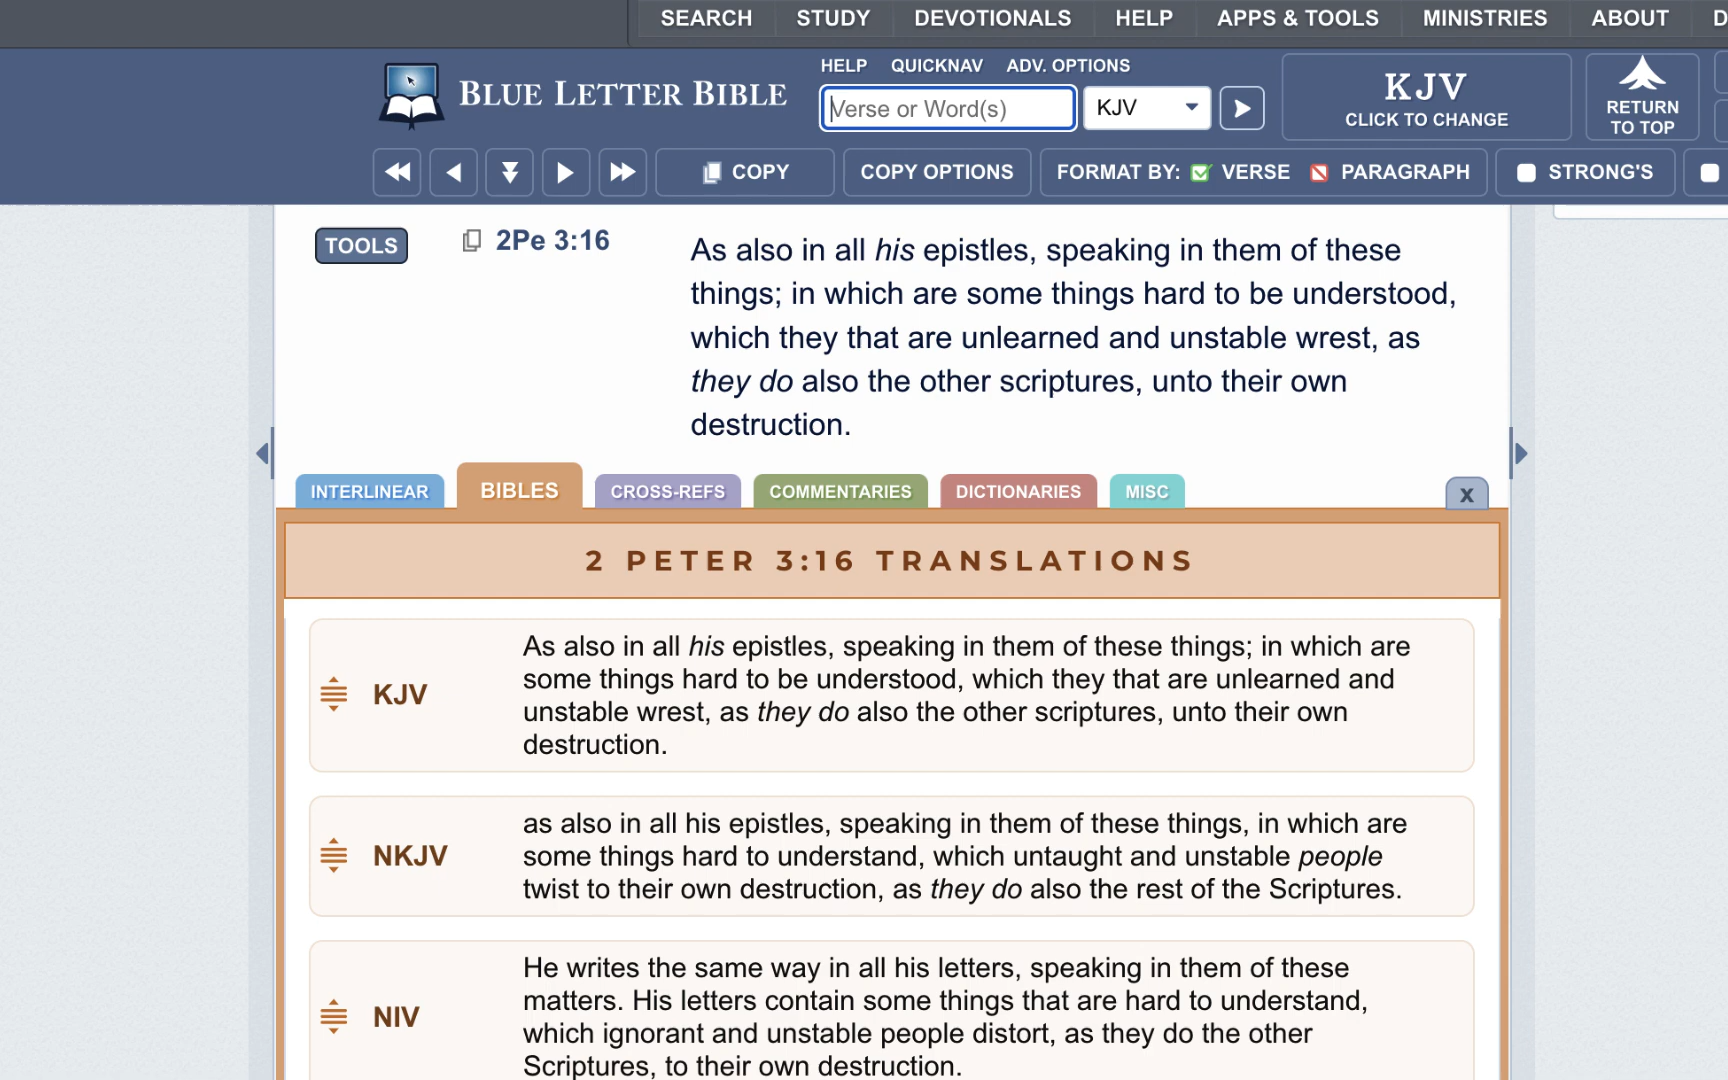 SEARCH STUDY DEVOTIONALS HELP APPS & TOOLS MINISTRIES ABOUT D
HELP QUICKNAV ADV. OPTIONS
BLUE LETTER BIBLE
Verse or Word(s) KJV
KJV
CLICK TO CHANGE
RETURN
TO TOP
COPY COPY OPTIONS FORMAT BY: VERSE PARAGRAPH STRONG'S
TOOLS 2Pe 3:16
As also in all his epistles, speaking in them of these
things; in which are some things hard to be understood,
which they that are unlearned and unstable wrest, as
they do also the other scriptures, unto their own
destruction.
INTERLINEAR BIBLES CROSS-REFS COMMENTARIES DICTIONARIES MISC X
2 PETER 3:16 TRANSLATIONS
KJV
As also in all his epistles, speaking in them of these things; in which are
some things hard to be understood, which they that are unlearned and
unstable wrest, as they do also the other scriptures, unto their own
destruction.
NKJV
as also in all his epistles, speaking in them of these things, in which are
some things hard to understand, which untaught and unstable people
twist to their own destruction, as they do also the rest of the Scriptures.
NIV
He writes the same way in all his letters, speaking in them of these
matters. His letters contain some things that are hard to understand,
which ignorant and unstable people distort, as they do the other
Scriptures, to their own destruction.